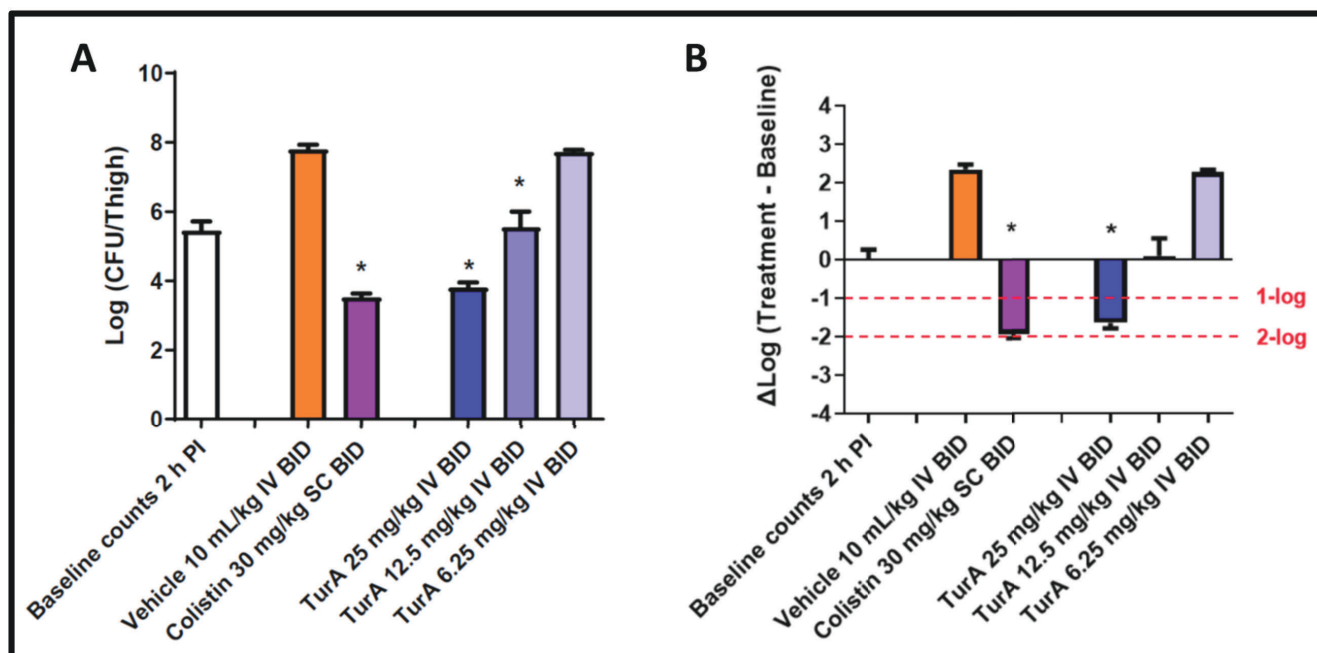 A
Log (CFU/Thigh)
10
8
6
4
2
0
*
*
*
Baseline counts 2 h PI
Vehicle 10 mL/kg IV BID
Colistin 30 mg/kg SC BID
TurA 25 mg/kg IV BID
TurA 12.5 mg/kg IV BID
TurA 6.25 mg/kg IV BID
B
ΔLog (Treatment - Baseline)
4
3
2
1
0
-1
-2
-3
-4
*
*
1-log
2-log
Baseline counts 2 h PI
Vehicle 10 mL/kg IV BID
Colistin 30 mg/kg SC BID
TurA 25 mg/kg IV BID
TurA 12.5 mg/kg IV BID
TurA 6.25 mg/kg IV BID